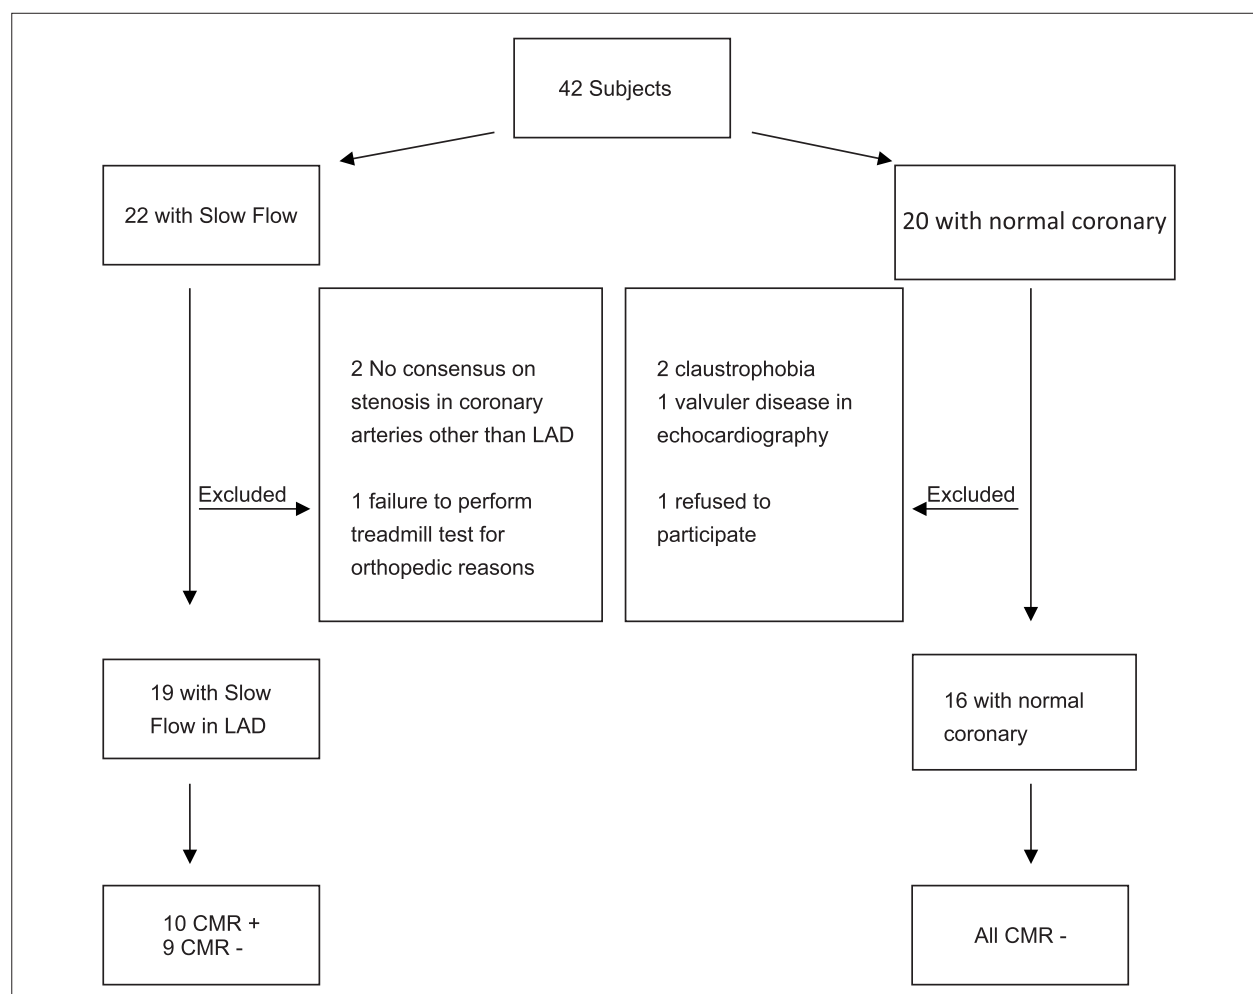 42 Subjects
22 with Slow Flow
20 with normal coronary
2 No consensus on
stenosis in coronary
arteries other than LAD
1 failure to perform
treadmill test for
orthopedic reasons
2 claustrophobia
1 valvuler disease in
echocardiography
1 refused to
participate
Excluded
Excluded
19 with Slow
Flow in LAD
16 with normal
coronary
10 CMR +
9 CMR -
All CMR -